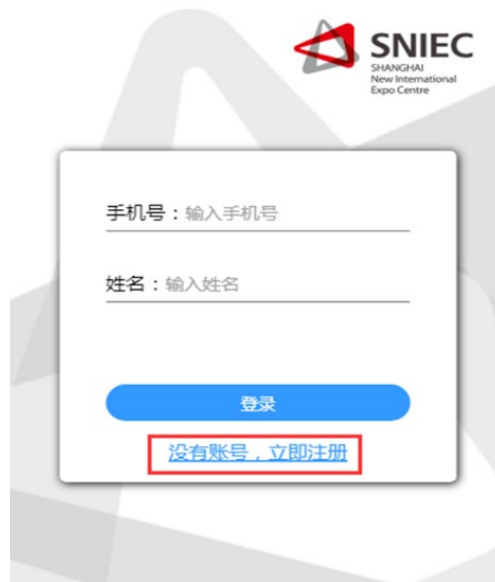 SNIEC
SHANGHAI
New International
Expo Centre
手机号：输入手机号
姓名：输入姓名
登录
没有账号，立即注册